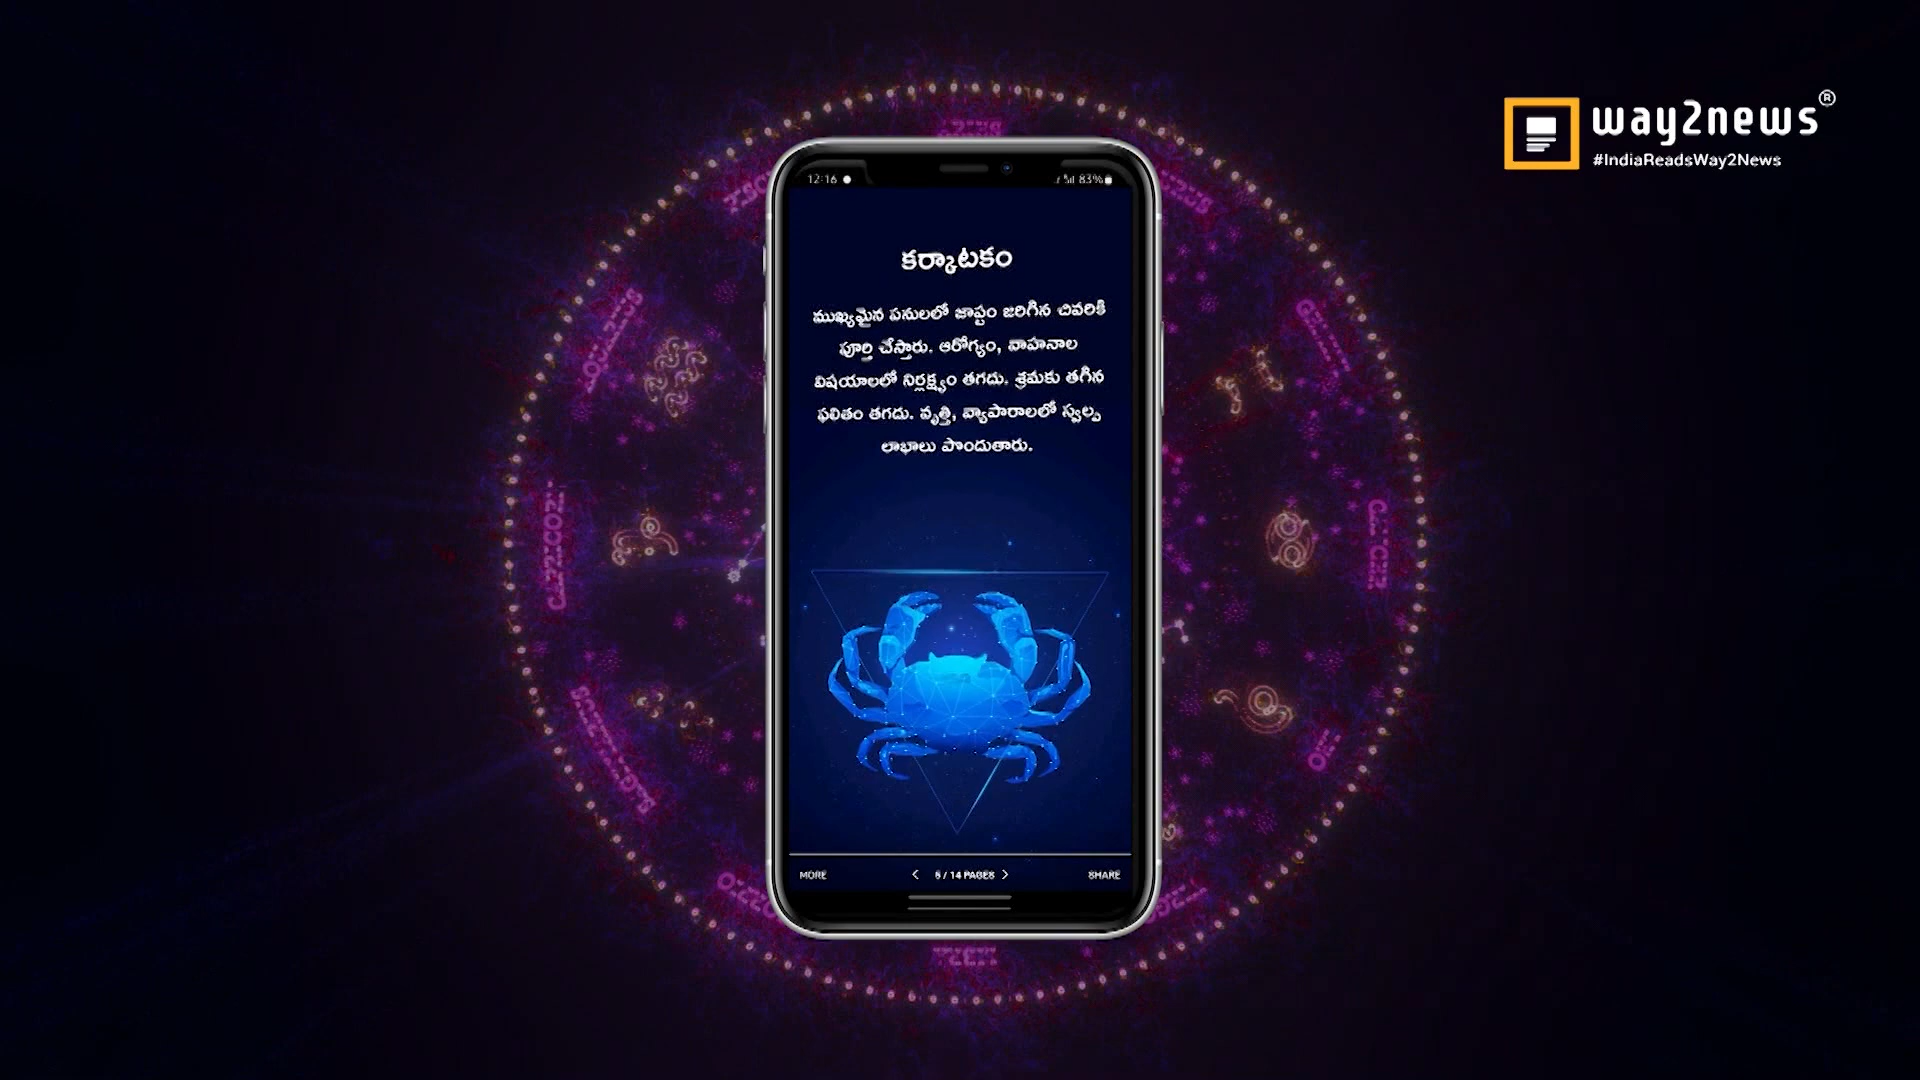 way2news®
#IndiaReadsWay2News
12:16
83%
కర్కాటకం
ముఖ్యమైన పనులలో జాప్టం జరిగిన చివరికి
పూర్తి చేస్తారు. ఆరోగ్యం, వాహనాల
విషయాలలో నిర్లక్ష్యం తగదు. శ్రమకు తగిన
ఫలితం తగదు. వృత్తి, వ్యాపారాలలో స్వల్ప
లాభాలు పొందుతారు.
MORE
/ 14 PAGES
SHARE